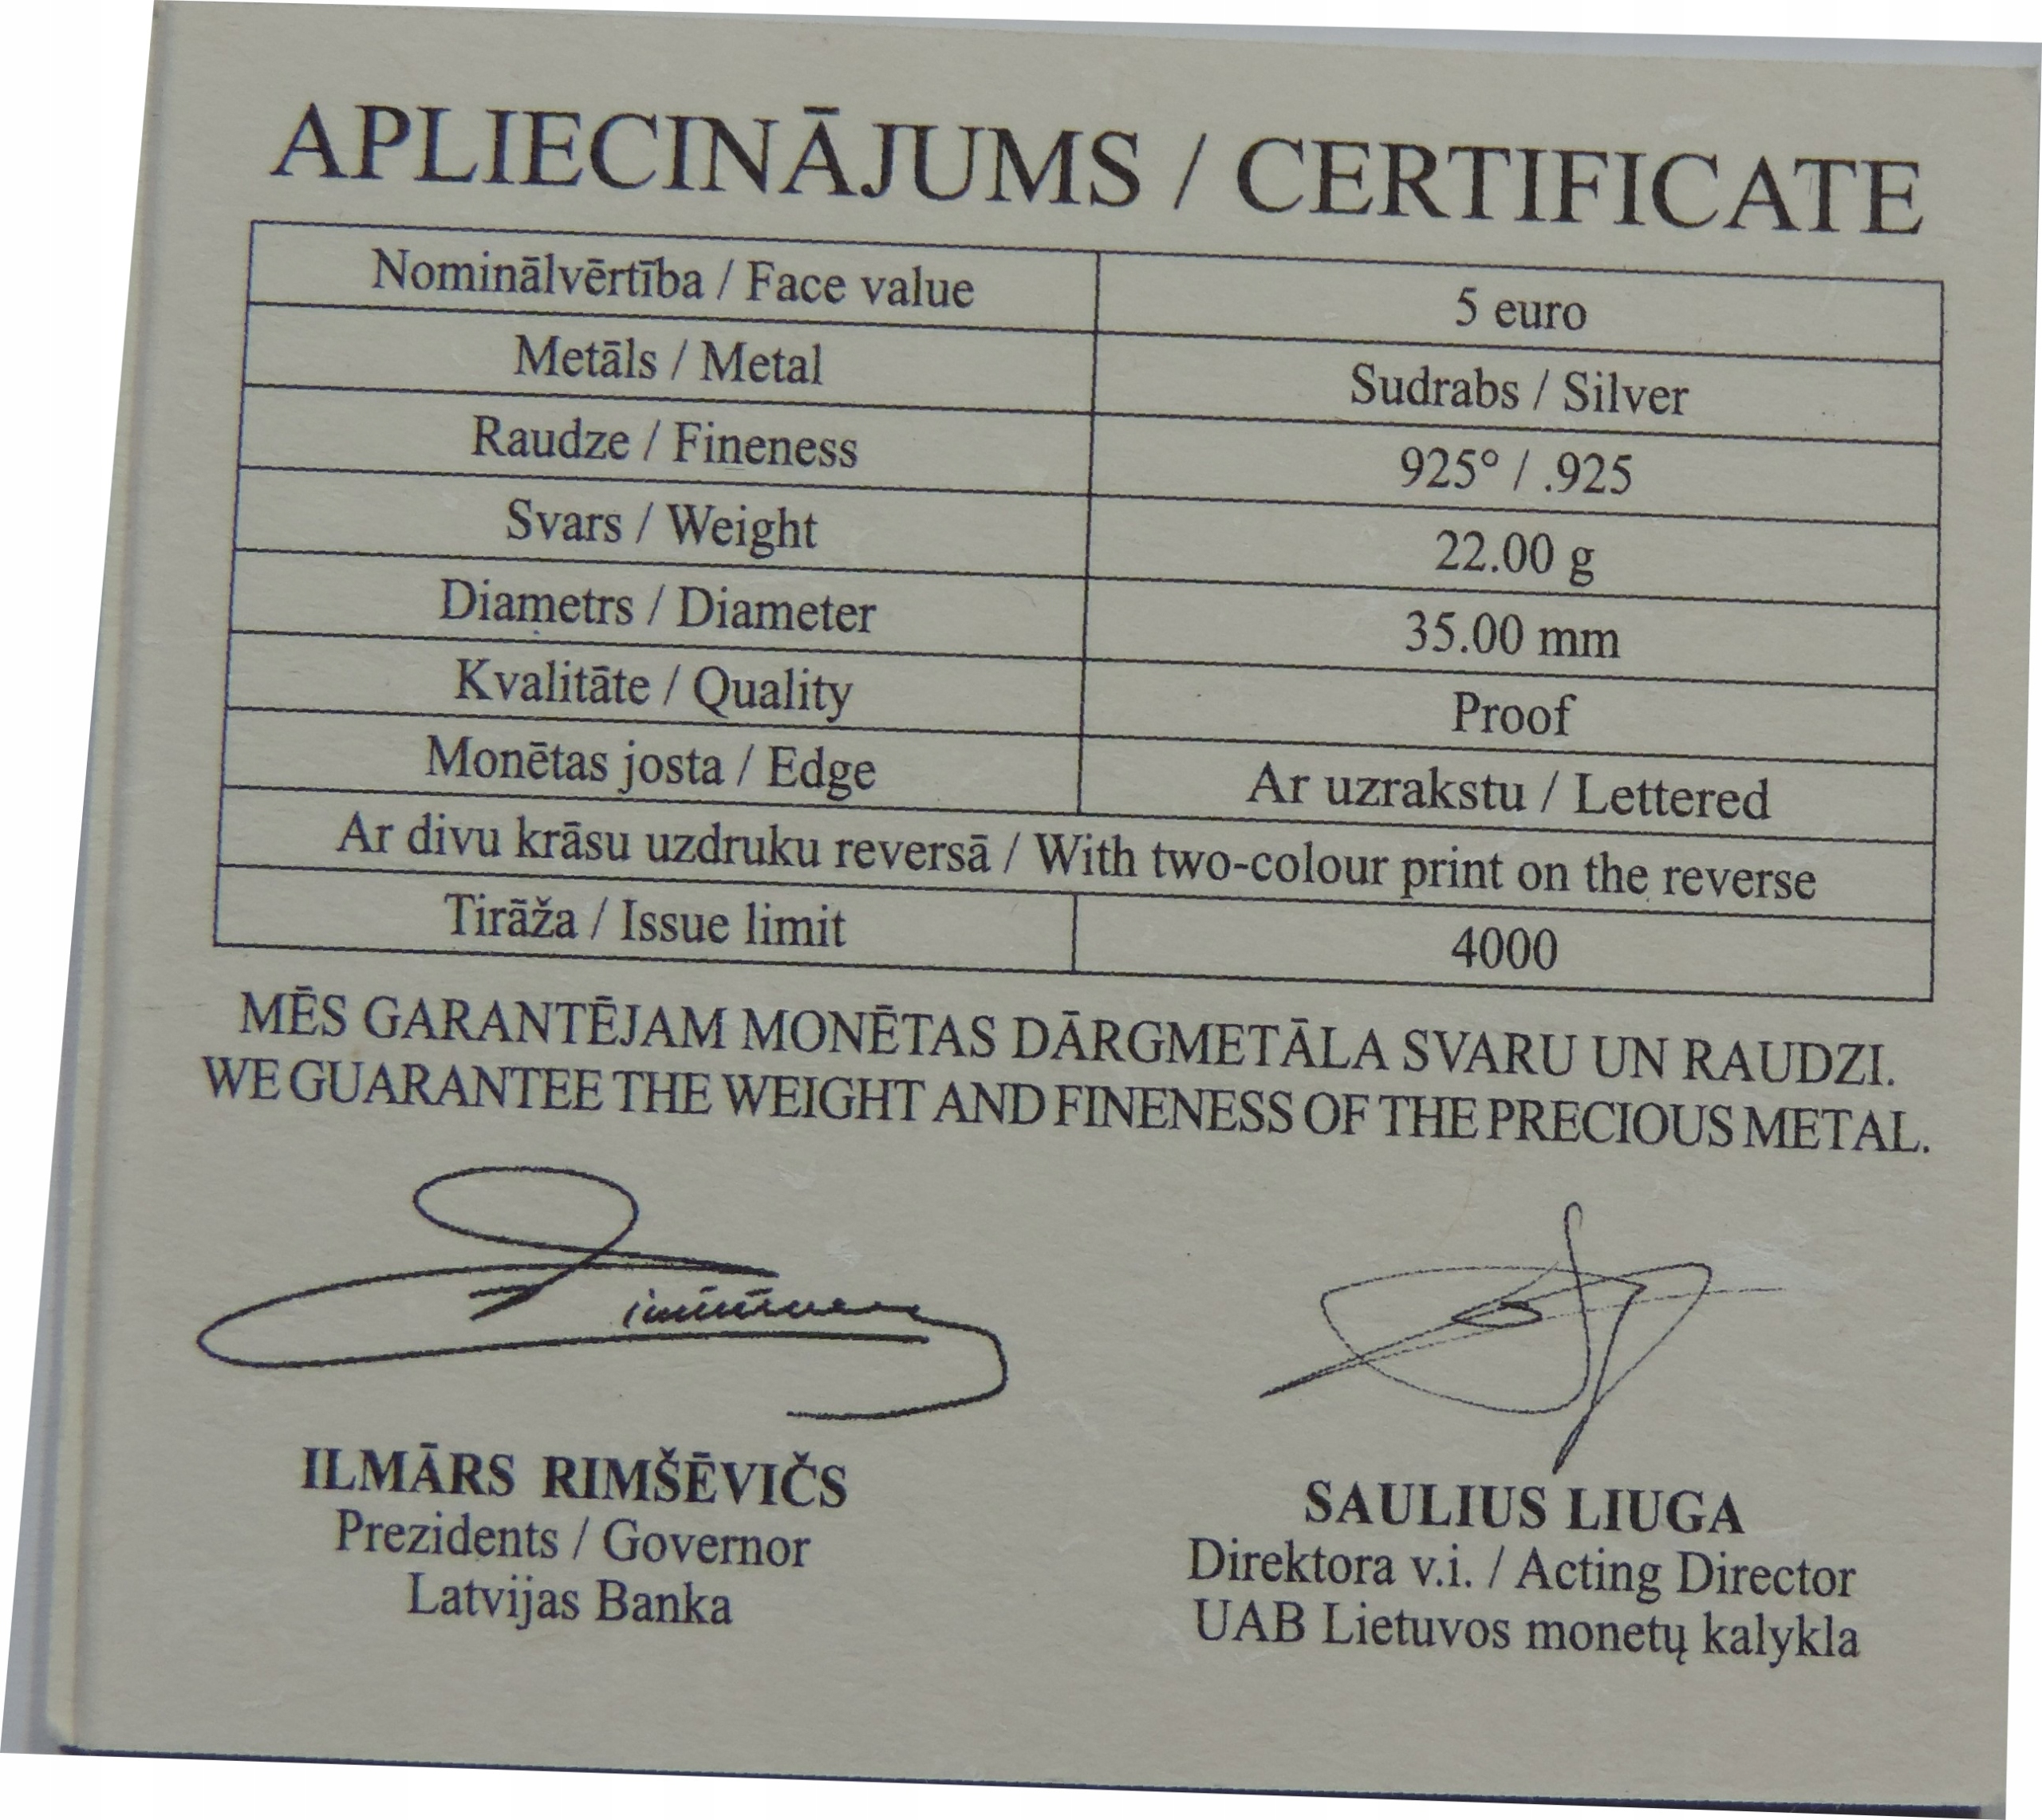 APLIECINĀJUMS / CERTIFICATE
Nominālvērtība / Face value 5 euro
Metāls / Metal Sudrabs / Silver
Raudze / Fineness 925° / .925
Svars / Weight 22.00 g
Diametrs / Diameter 35.00 mm
Kvalitāte / Quality Proof
Monētas josta / Edge Ar uzrakstu / Lettered
Ar divu krāsu uzdruku reversā / With two-colour print on the reverse
Tirāža / Issue limit 4000
MĒS GARANTĒJAM MONĒTAS DĀRGMETĀLA SVARU UN RAUDZI.
WE GUARANTEE THE WEIGHT AND FINENESS OF THE PRECIOUS METAL.
ILMĀRS RIMŠĒVIČS
Prezidents / Governor
Latvijas Banka
SAULIUS LIUGA
Direktora v.i. / Acting Director
UAB Lietuvos monetų kalykla